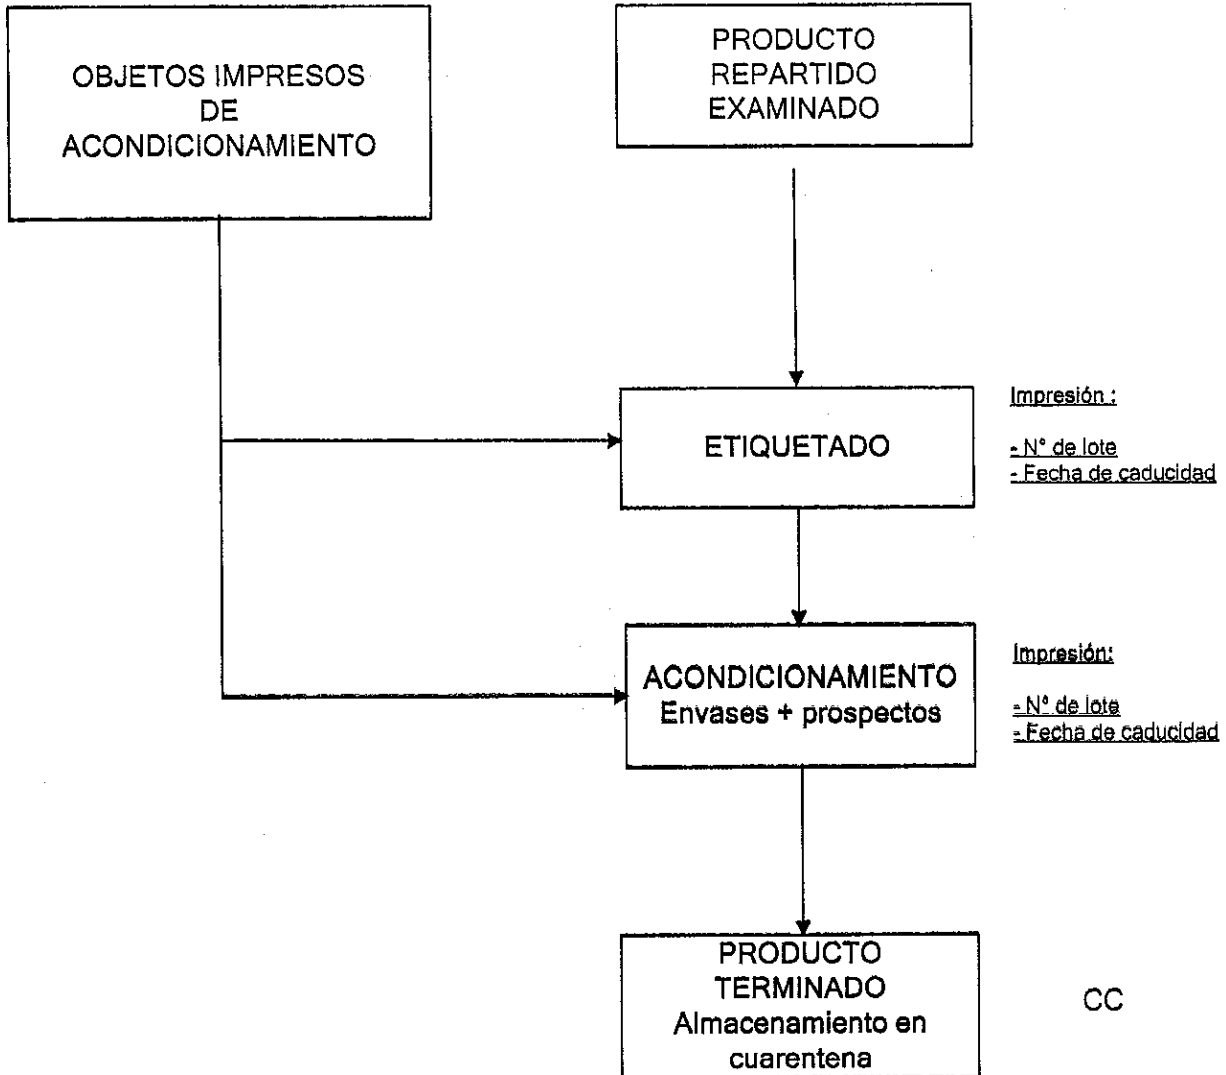 OBJETOS IMPRESOS
DE
ACONDICIONAMIENTO
PRODUCTO
REPARTIDO
EXAMINADO
ETIQUETADO
Impresión :
- N° de lote
- Fecha de caducidad
ACONDICIONAMIENTO
Envases + prospectos
Impresión:
- N° de lote
- Fecha de caducidad
PRODUCTO
TERMINADO
Almacenamiento en
cuarentena
CC